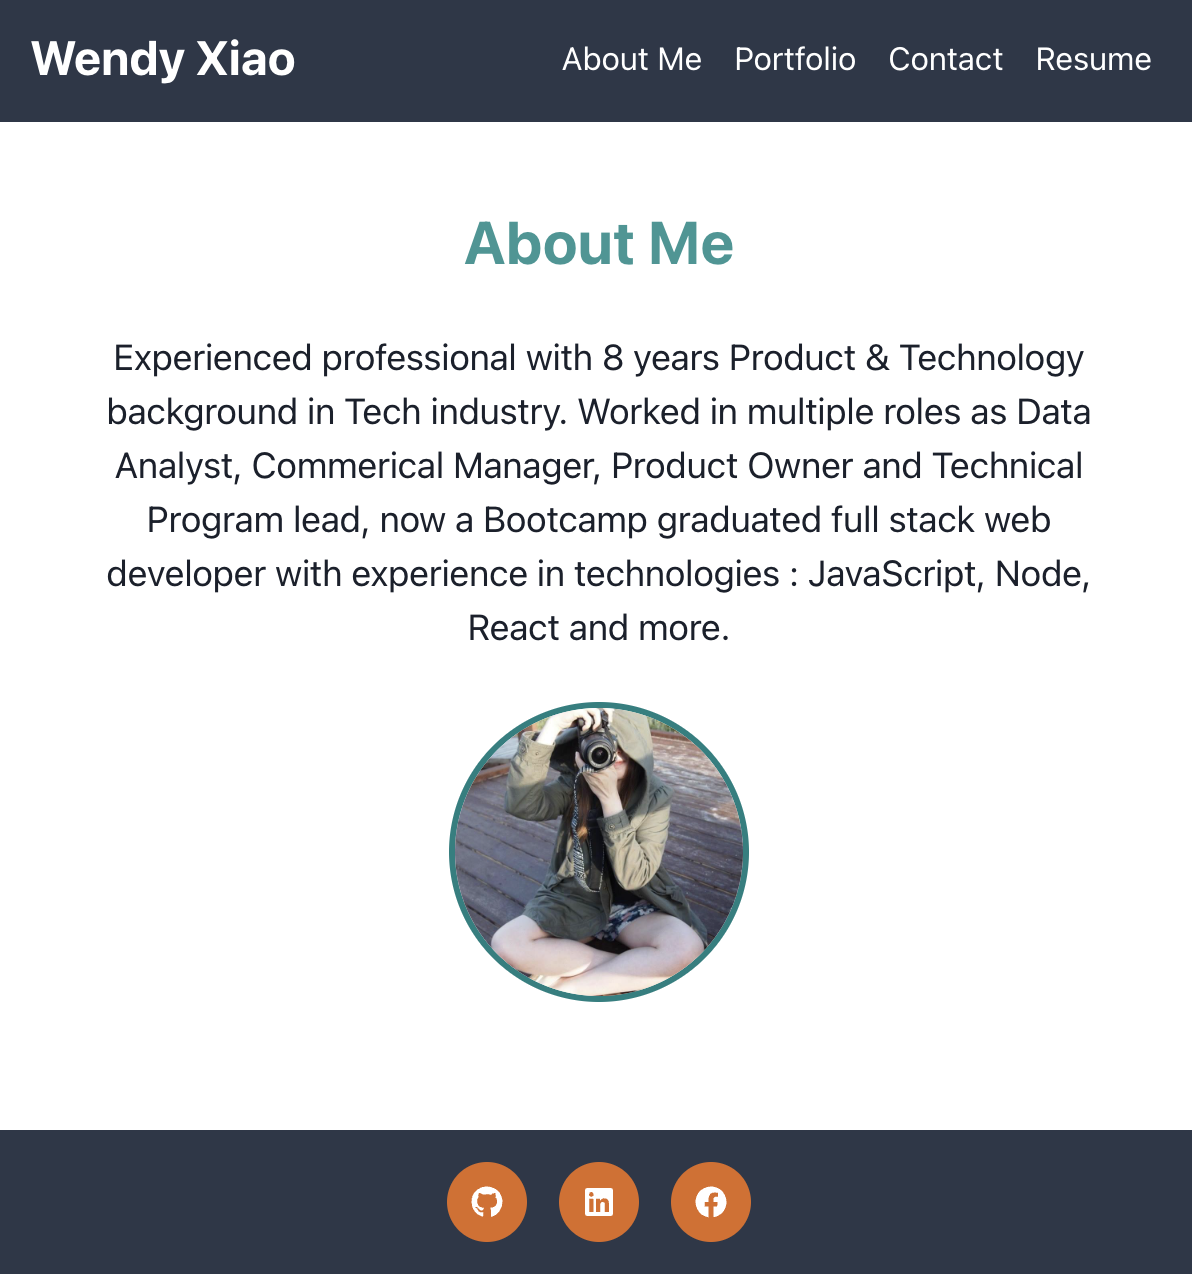 Wendy Xiao
About Me Portfolio Contact Resume
About Me
Experienced professional with 8 years Product & Technology
background in Tech industry. Worked in multiple roles as Data
Analyst, Commerical Manager, Product Owner and Technical
Program lead, now a Bootcamp graduated full stack web
developer with experience in technologies : JavaScript, Node,
React and more.
in